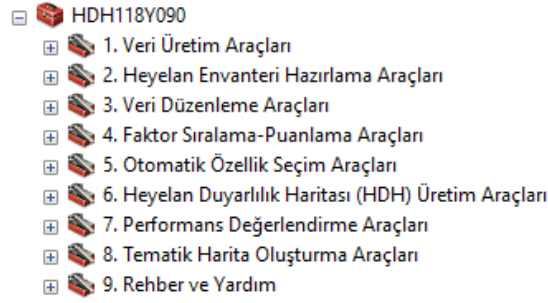 HDH118Y090
1. Veri Üretim Araçları
2. Heyelan Envanteri Hazırlama Araçları
3. Veri Düzenleme Araçları
4. Faktor Sıralama-Puanlama Araçları
5. Otomatik Özellik Seçim Araçları
6. Heyelan Duyarlılık Haritası (HDH) Üretim Araçları
7. Performans Değerlendirme Araçları
8. Tematik Harita Oluşturma Araçları
9. Rehber ve Yardım